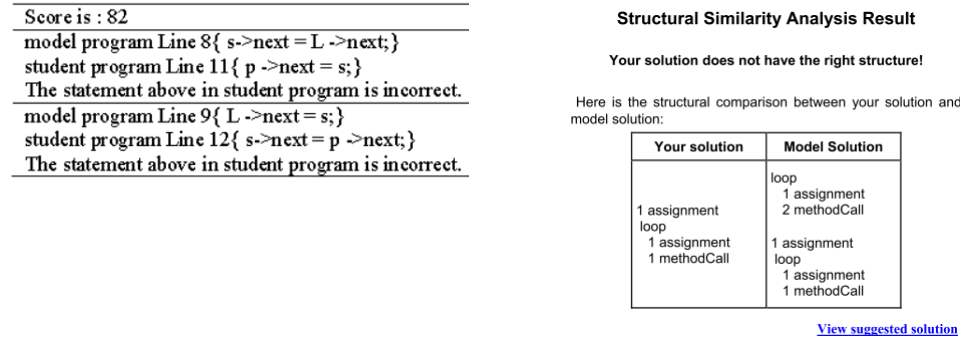 Score is : 82
model program Line 8{ s->next = L ->next;}
student program Line 11{ p ->next = s;}
The statement above in student program is incorrect.
model program Line 9{ L ->next = s;}
student program Line 12{ s->next = p ->next;}
The statement above in student program is incorrect.
Structural Similarity Analysis Result
Your solution does not have the right structure!
Here is the structural comparison between your solution and
model solution:
Your solution
1 assignment
loop
1 assignment
1 methodCall
Model Solution
loop
1 assignment
2 methodCall
1 assignment
loop
1 assignment
1 methodCall
View suggested solution